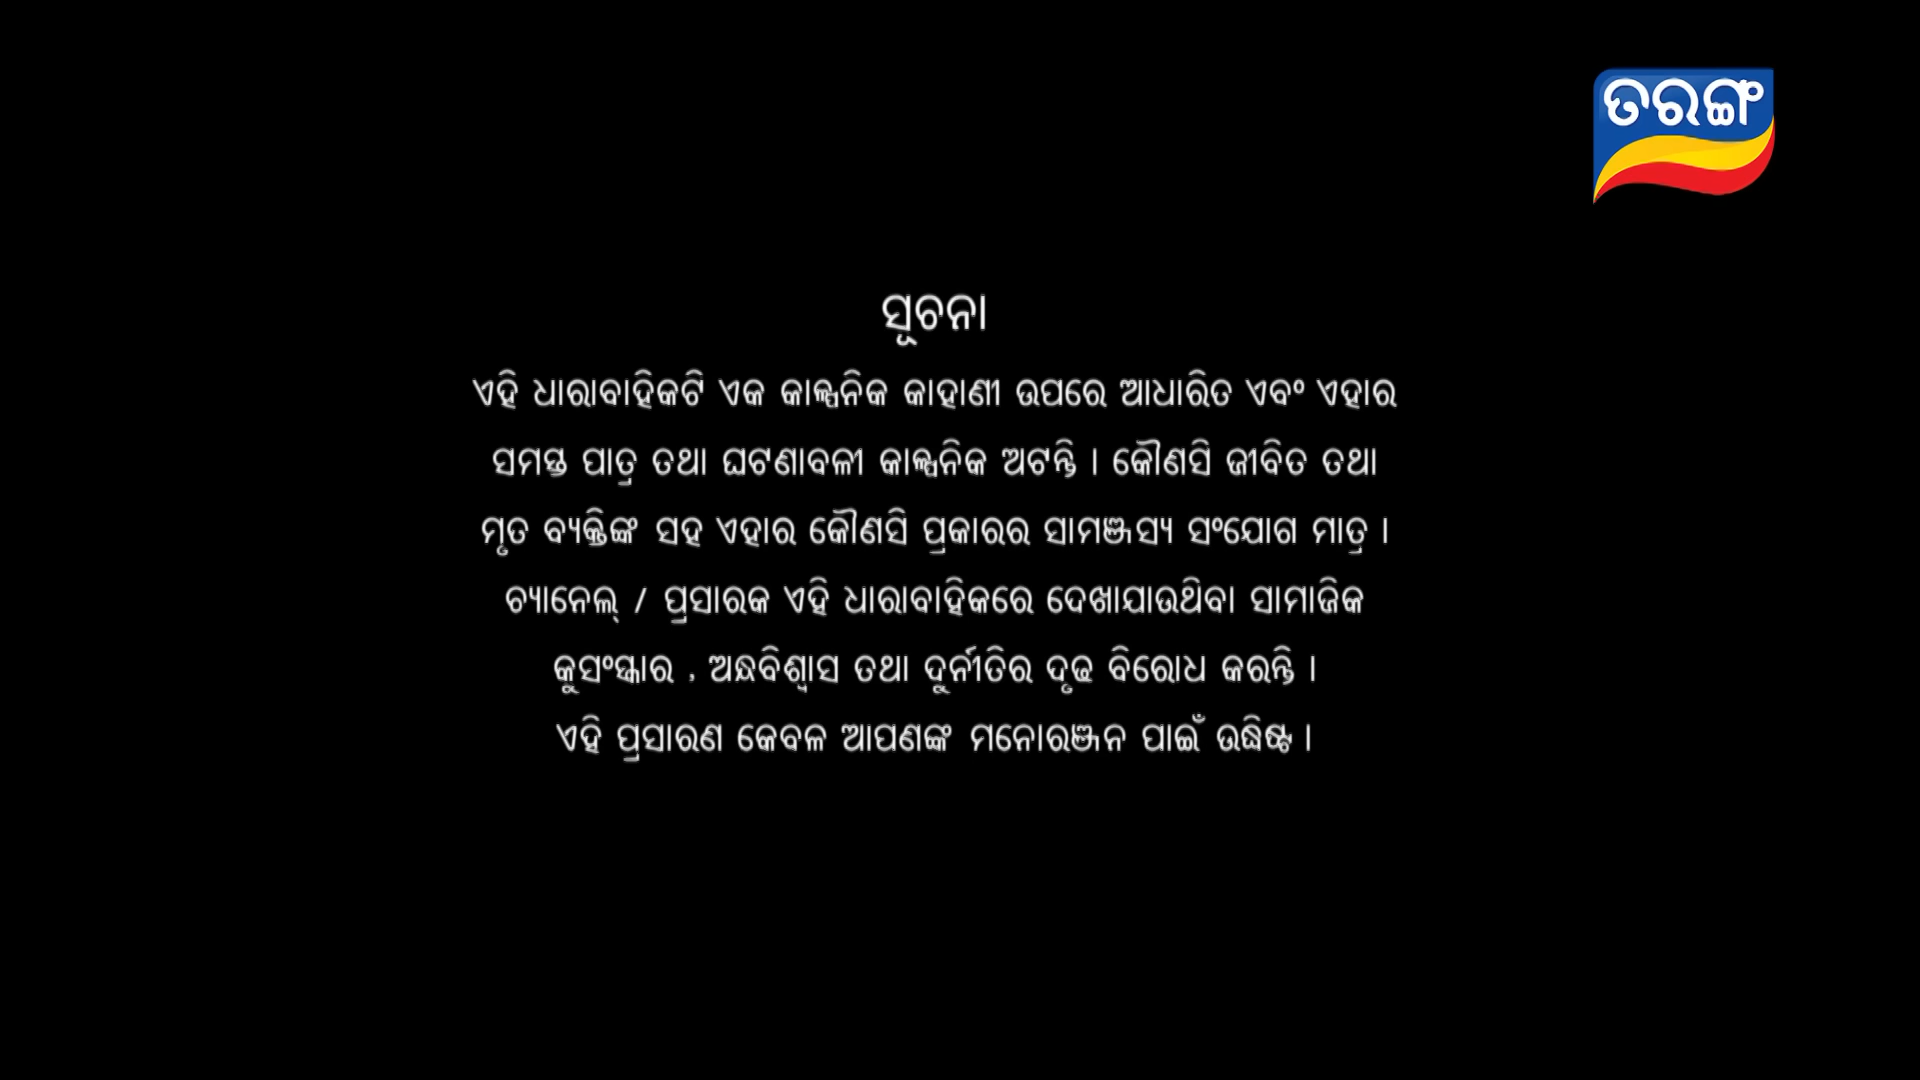 ତରଙ୍ଗ
ସୂଚନା
ଏହି ଧାରାବାହିକଟି ଏକ କାଳ୍ପନିକ କାହାଣୀ ଉପରେ ଆଧାରିତ ଏବଂ ଏହାର
ସମସ୍ତ ପାତ୍ର ତଥା ଘଟଣାବଳୀ କାଳ୍ପନିକ ଅଟନ୍ତି । କୌଣସି ଜୀବିତ ତଥା
ମୃତ ବ୍ୟକ୍ତିଙ୍କ ସହ ଏହାର କୌଣସି ପ୍ରକାରର ସାମଞ୍ଜସ୍ୟ ସଂଯୋଗ ମାତ୍ର ।
ଚ୍ୟାନେଲ୍ / ପ୍ରସାରକ ଏହି ଧାରାବାହିକରେ ଦେଖାଯାଉଥିବା ସାମାଜିକ
କୁସଂସ୍କାର , ଅନ୍ଧବିଶ୍ୱାସ ତଥା ଦୁର୍ନୀତିର ଦୃଢ଼ ବିରୋଧ କରନ୍ତି ।
ଏହି ପ୍ରସାରଣ କେବଳ ଆପଣଙ୍କ ମନୋରଞ୍ଜନ ପାଇଁ ଉଦ୍ଧିଷ୍ଟ ।